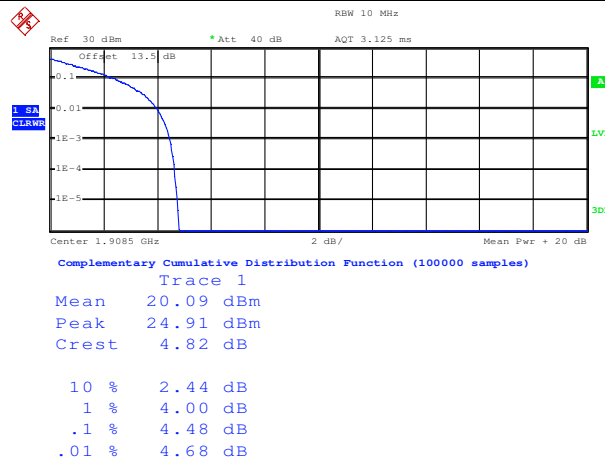 RBW 10 MHz
Ref 30 dBm * Att 40 dB AQT 3.125 ms
Offset 13.5 dB
0.1
A
0.01
1 SA
CLRWR
1E-3
1E-4
1E-5
3D
Center 1.9085 GHz 2 dB/ Mean Pwr + 20 dB
Complementary Cumulative Distribution Function (100000 samples)
Trace 1
Mean 20.09 dBm
Peak 24.91 dBm
Crest 4.82 dB
10 % 2.44 dB
1 % 4.00 dB
.1 % 4.48 dB
.01 % 4.68 dB